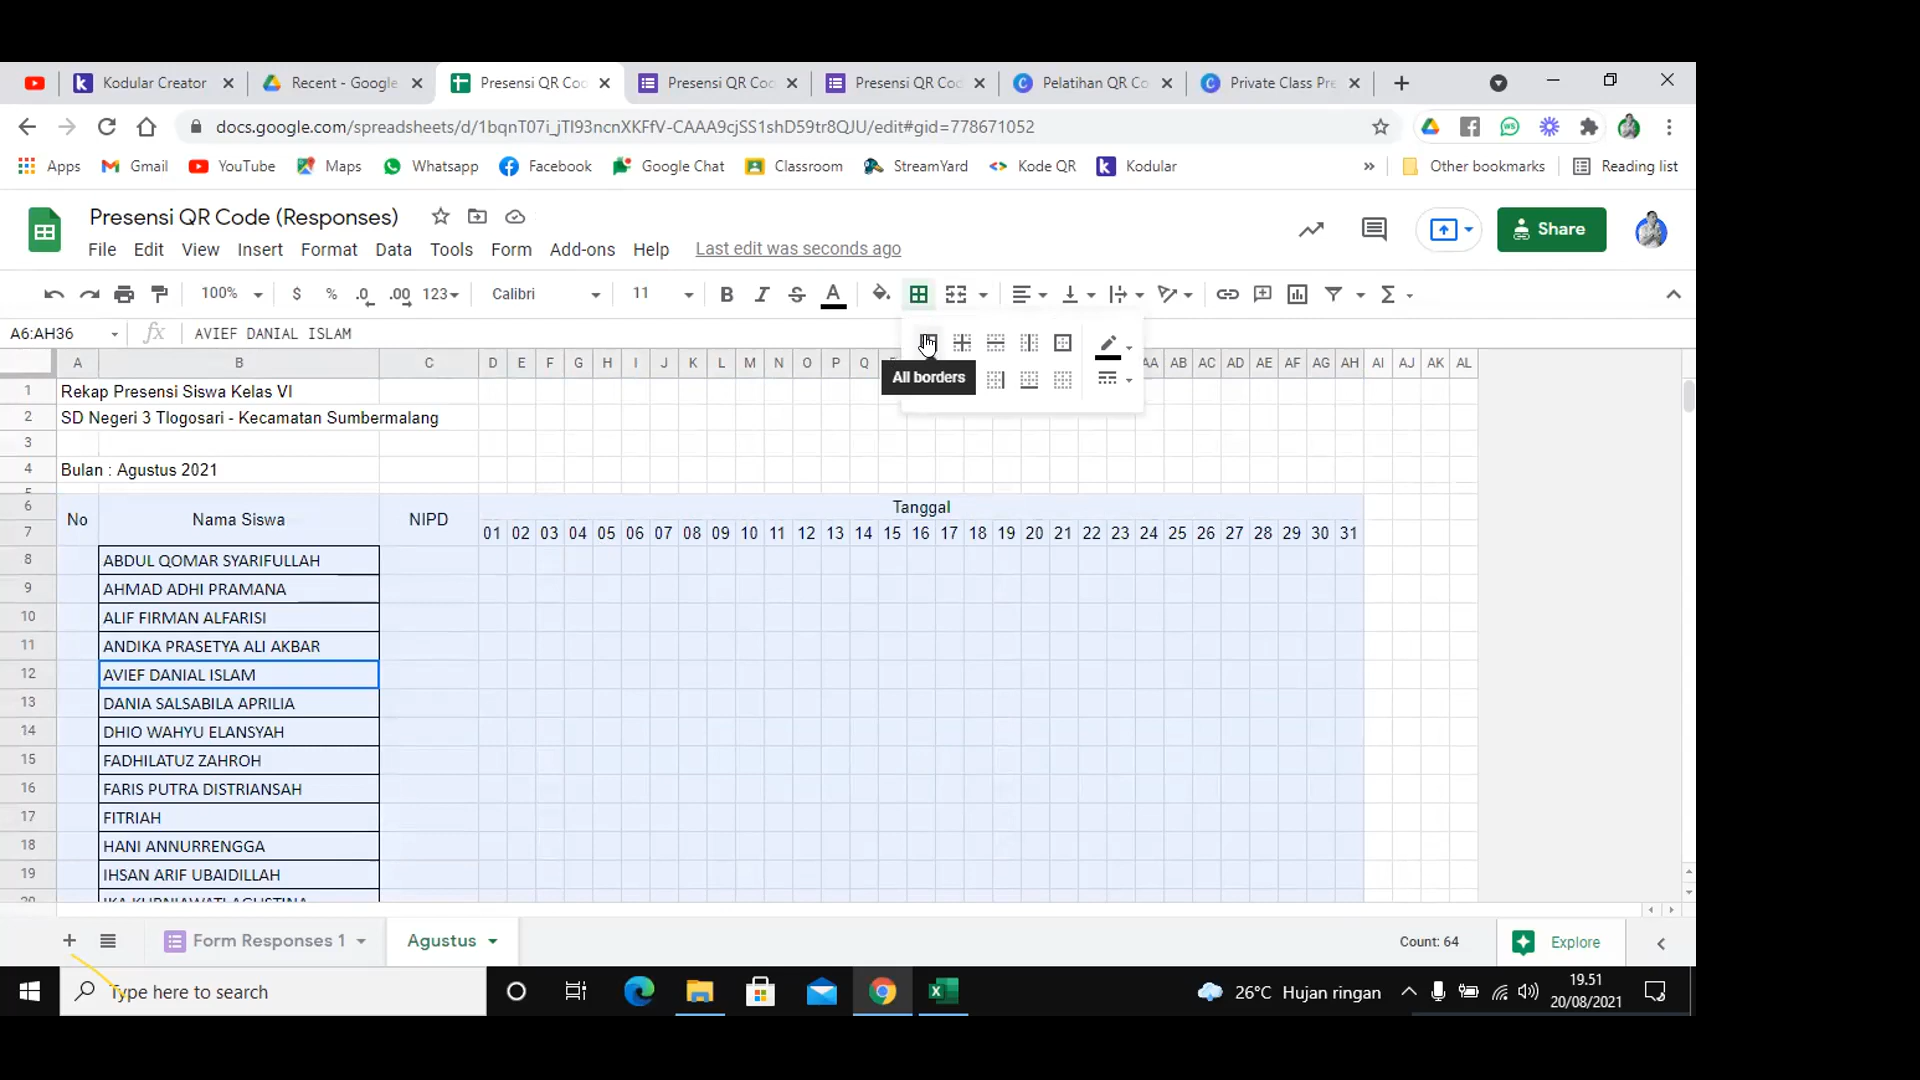 Kodular Creator
Recent - Google
Presensi QR Co
Presensi QR Co
Presensi QR Co
Pelatihan QR Co
Private Class Pre
docs.google.com/spreadsheets/d/1bqnT07i_jTI93ncnXKFfV-CAAA9cjSS1shD59tr8QJU/edit#gid=778671052
Apps Gmail YouTube Maps Whatsapp Facebook Google Chat Classroom StreamYard Kode QR Kodular » Other bookmarks Reading list
Presensi QR Code (Responses)
File Edit View Insert Format Data Tools Form Add-ons Help Last edit was seconds ago
Share
100% $ % .0 .00 123 Calibri 11 B I S A Σ
A6:AH36 fx AVIEF DANIAL ISLAM
All borders
A B C D E F G H I J K L M N O P Q AA AB AC AD AE AF AG AH AI AJ AK AL
1 Rekap Presensi Siswa Kelas VI
2 SD Negeri 3 Tlogosari - Kecamatan Sumbermalang
3
4 Bulan : Agustus 2021
5
6 Tanggal
No Nama Siswa NIPD
7 01 02 03 04 05 06 07 08 09 10 11 12 13 14 15 16 17 18 19 20 21 22 23 24 25 26 27 28 29 30 31
8 ABDUL QOMAR SYARIFULLAH
9 AHMAD ADHI PRAMANA
10 ALIF FIRMAN ALFARISI
11 ANDIKA PRASETYA ALI AKBAR
12 AVIEF DANIAL ISLAM
13 DANIA SALSABILA APRILIA
14 DHIO WAHYU ELANSYAH
15 FADHILATUZ ZAHROH
16 FARIS PUTRA DISTRIANSAH
17 FITRIAH
18 HANI ANNURRENGGA
19 IHSAN ARIF UBAIDILLAH
20 IKA KURNIAWATI AGUSTINA
Form Responses 1 Agustus Count: 64 Explore
Type here to search 26°C Hujan ringan 19.51
20/08/2021